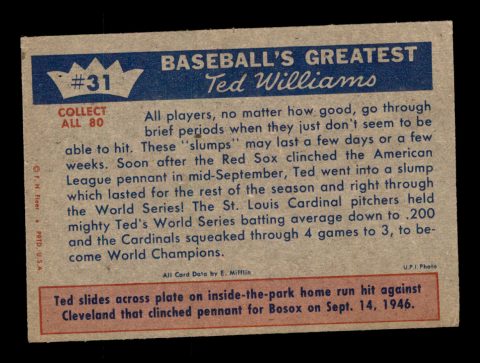 #31
BASEBALL'S GREATEST
Ted Williams
COLLECT
ALL 80
All players, no matter how good, go through
brief periods when they just don't seem to be
able to hit. These "slumps" may last a few days or a few
weeks. Soon after the Red Sox clinched the American
League pennant in mid-September, Ted went into a slump
which lasted for the rest of the season and right through
the World Series! The St. Louis Cardinal pitchers held
mighty Ted's World Series batting average down to .200
and the Cardinals squeaked through 4 games to 3, to be-
come World Champions.
© F. H. Fleer • PRTD. U.S.A.
All Card Data by E. Mifflin
U.P.I Photo
Ted slides across plate on inside-the-park home run hit against
Cleveland that clinched pennant for Bosox on Sept. 14, 1946.